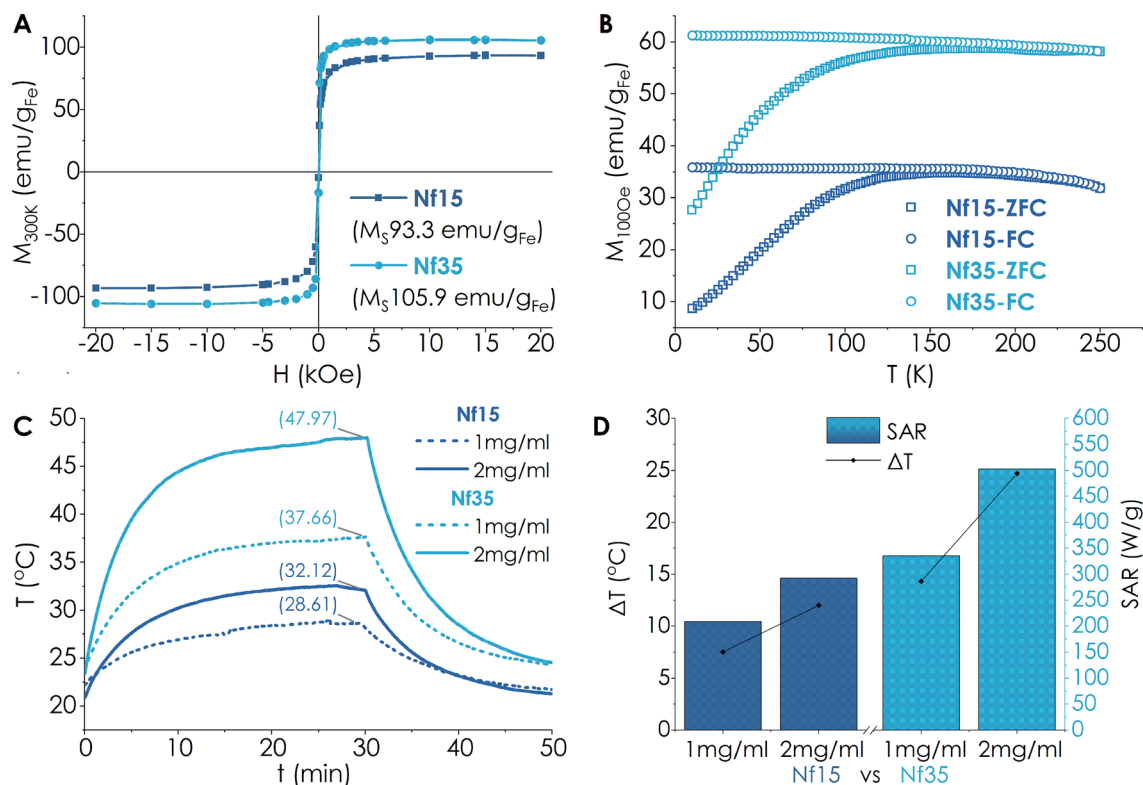 A
100
50
0
-50
-100
M300K (emu/gFe)
Nf15
(MS93.3 emu/gFe)
Nf35
(MS105.9 emu/gFe)
-20 -15 -10 -5 0 5 10 15 20
H (kOe)
B
60
50
40
30
20
10
M100Oe (emu/gFe)
Nf15-ZFC
Nf15-FC
Nf35-ZFC
Nf35-FC
0 50 100 150 200 250
T (K)
C
50
45
40
35
30
25
20
T (°C)
(47.97)
(37.66)
(32.12)
(28.61)
Nf15
1mg/ml
2mg/ml
Nf35
1mg/ml
2mg/ml
0 10 20 30 40 50
t (min)
D
30
25
20
15
10
5
0
ΔT (°C)
SAR
ΔT
600
550
500
450
400
350
300
250
200
150
100
50
0
SAR (W/g)
1mg/ml 2mg/ml 1mg/ml 2mg/ml
Nf15 vs Nf35